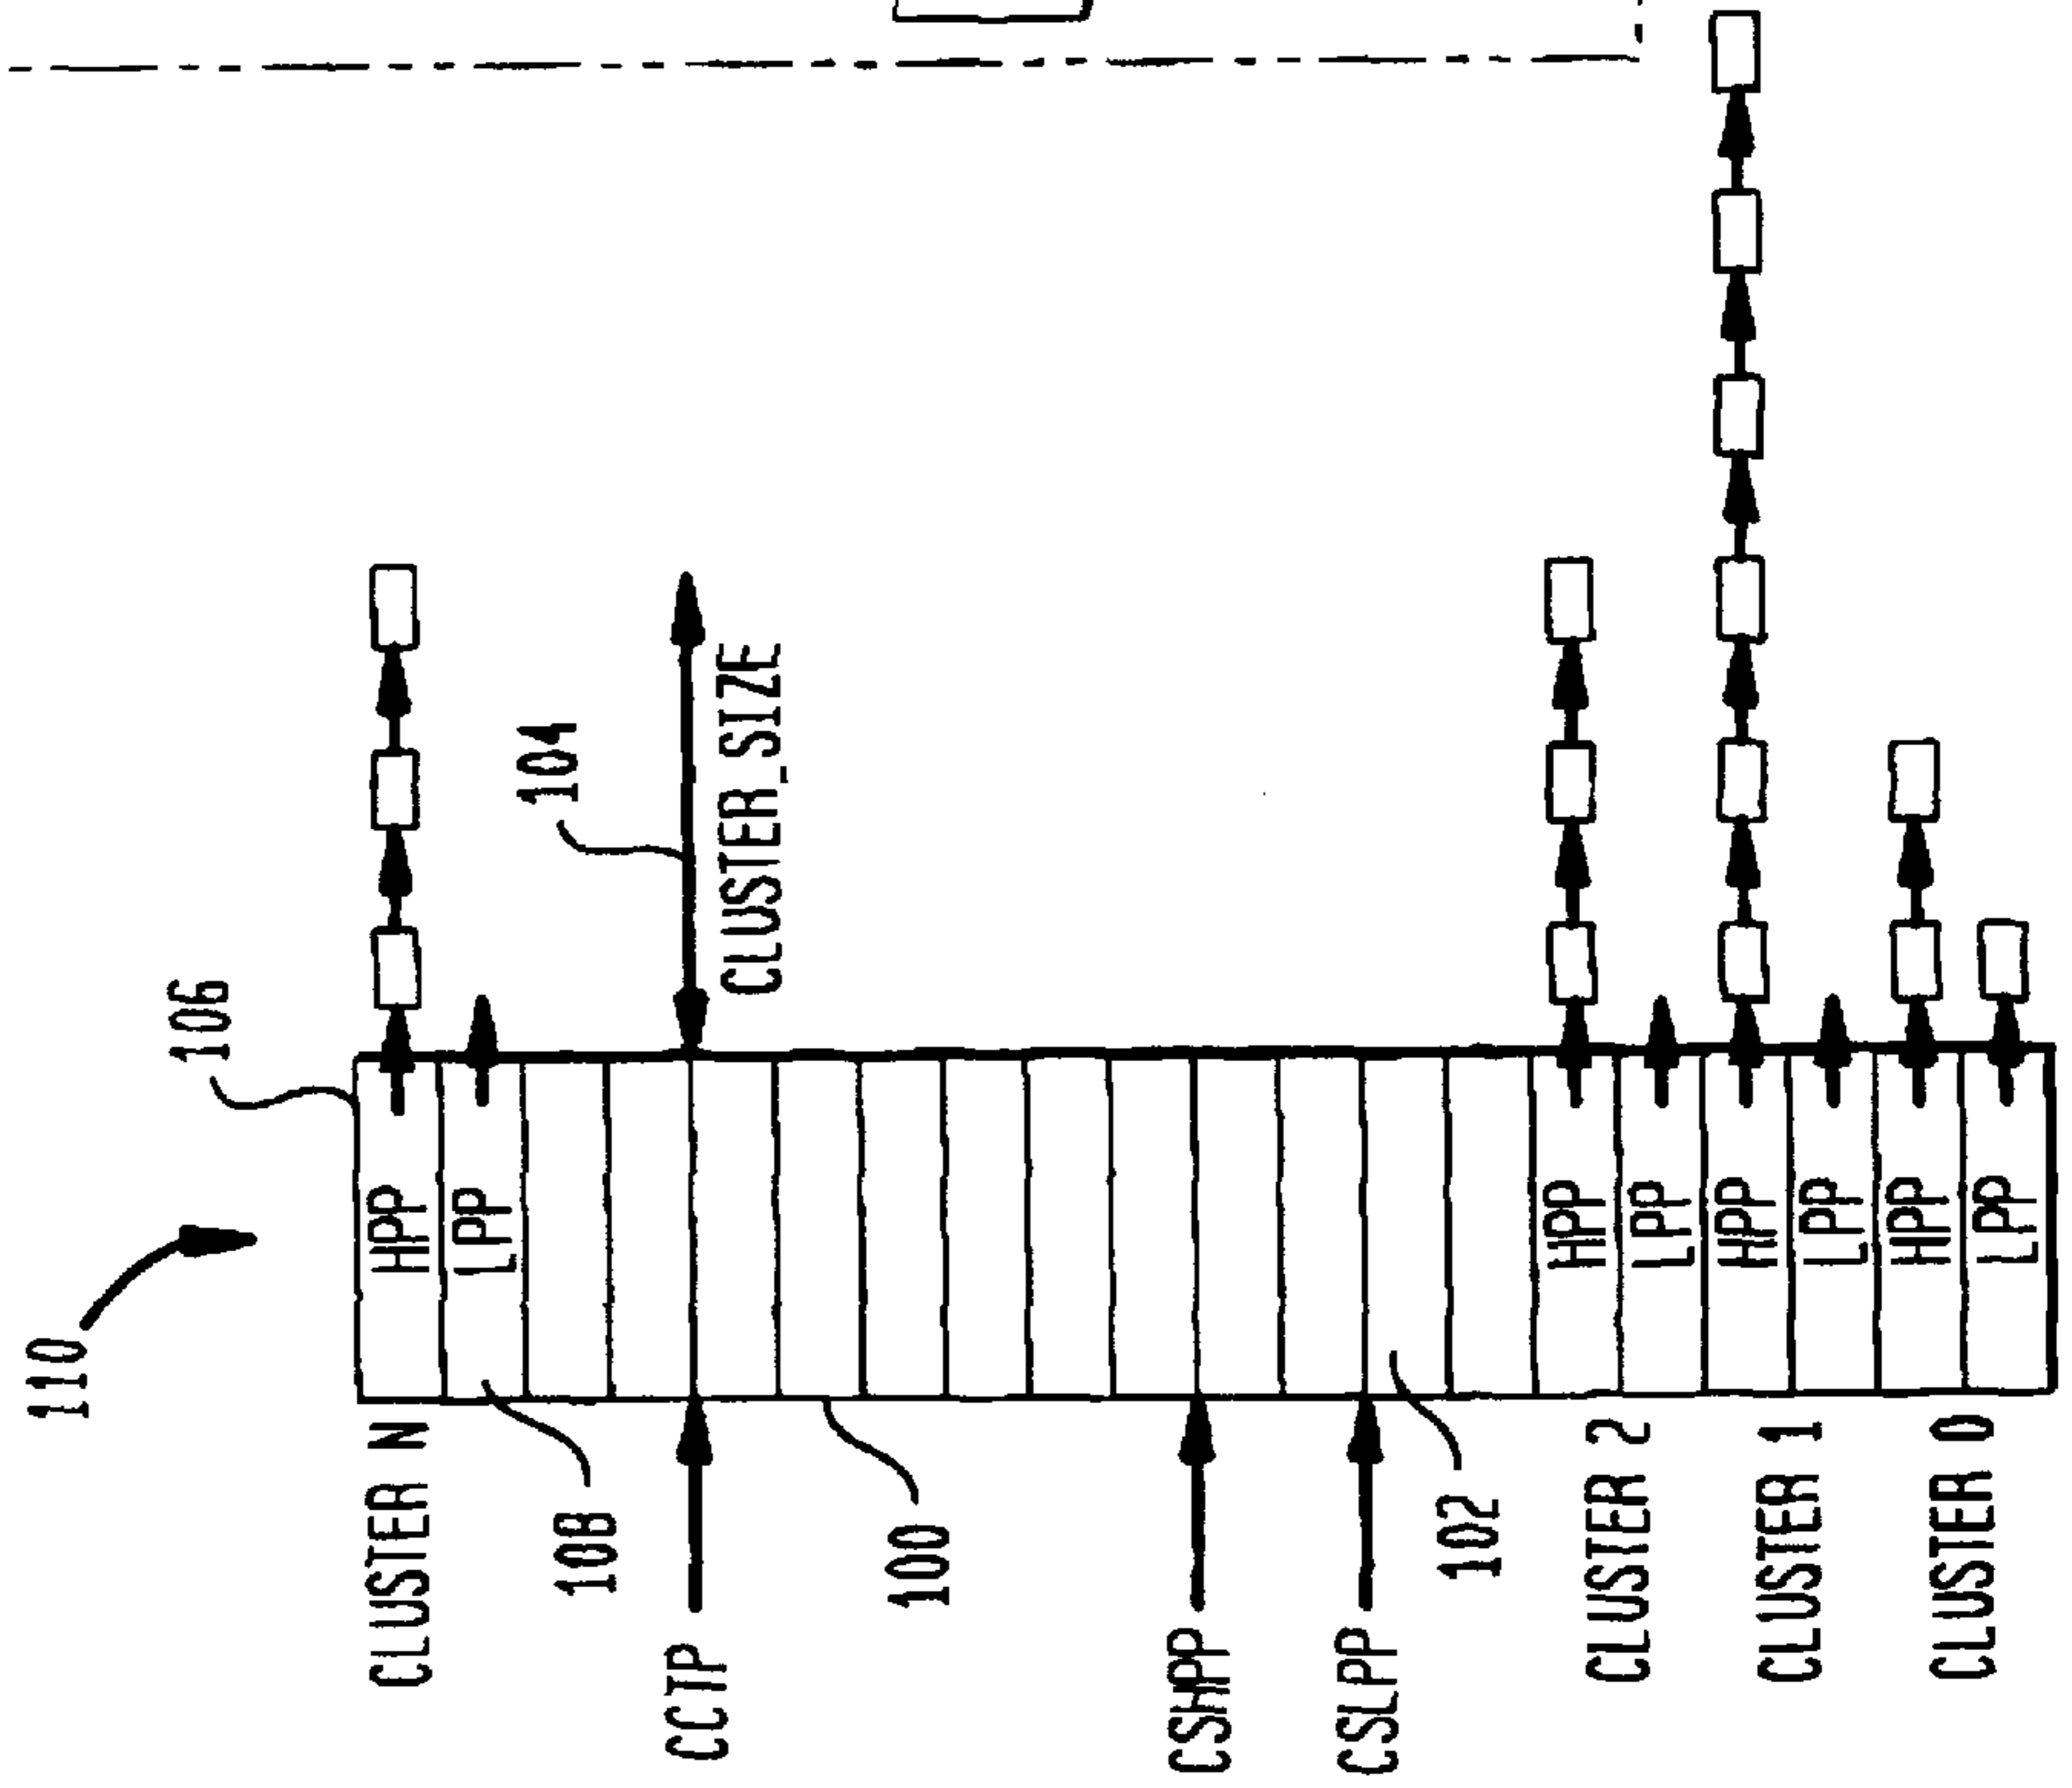 110
106
CLUSTER N
HPP
108
LPP
104
CCTP
CLUSTER_SIZE
100
CSHPP
CSLPP
102
HPP
CLUSTER 2
LPP
HPP
CLUSTER 1
LPP
HPP
CLUSTER 0
LPP